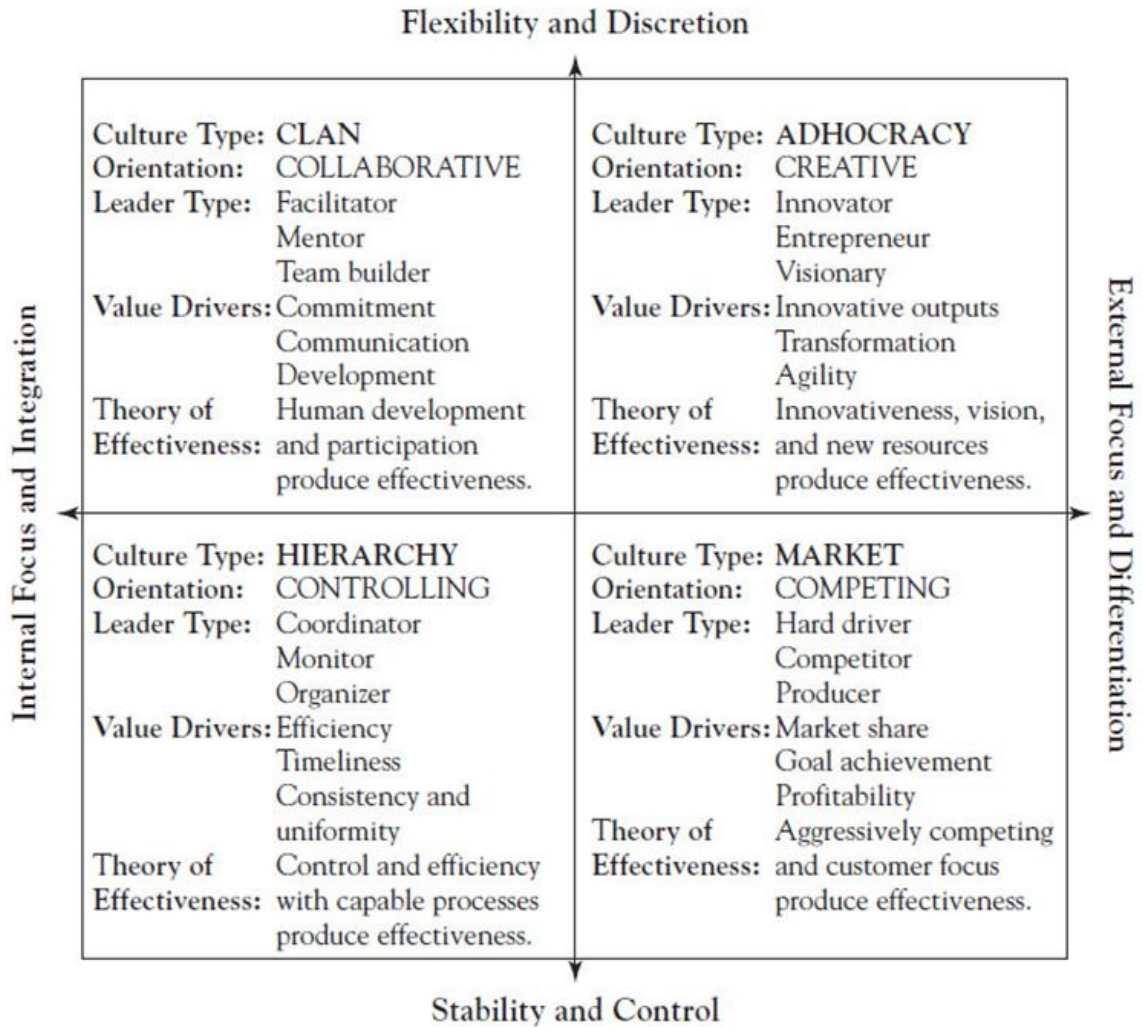 Flexibility and Discretion
Culture Type: CLAN
Orientation: COLLABORATIVE
Leader Type: Facilitator
Mentor
Team builder
Value Drivers: Commitment
Communication
Development
Theory of Human development
Effectiveness: and participation
produce effectiveness.
Culture Type: ADHOCRACY
Orientation: CREATIVE
Leader Type: Innovator
Entrepreneur
Visionary
Value Drivers: Innovative outputs
Transformation
Agility
Theory of Innovativeness, vision,
Effectiveness: and new resources
produce effectiveness.
Internal Focus and Integration
External Focus and Differentiation
Culture Type: HIERARCHY
Orientation: CONTROLLING
Leader Type: Coordinator
Monitor
Organizer
Value Drivers: Efficiency
Timeliness
Consistency and
uniformity
Theory of Control and efficiency
Effectiveness: with capable processes
produce effectiveness.
Culture Type: MARKET
Orientation: COMPETING
Leader Type: Hard driver
Competitor
Producer
Value Drivers: Market share
Goal achievement
Profitability
Theory of Aggressively competing
Effectiveness: and customer focus
produce effectiveness.
Stability and Control